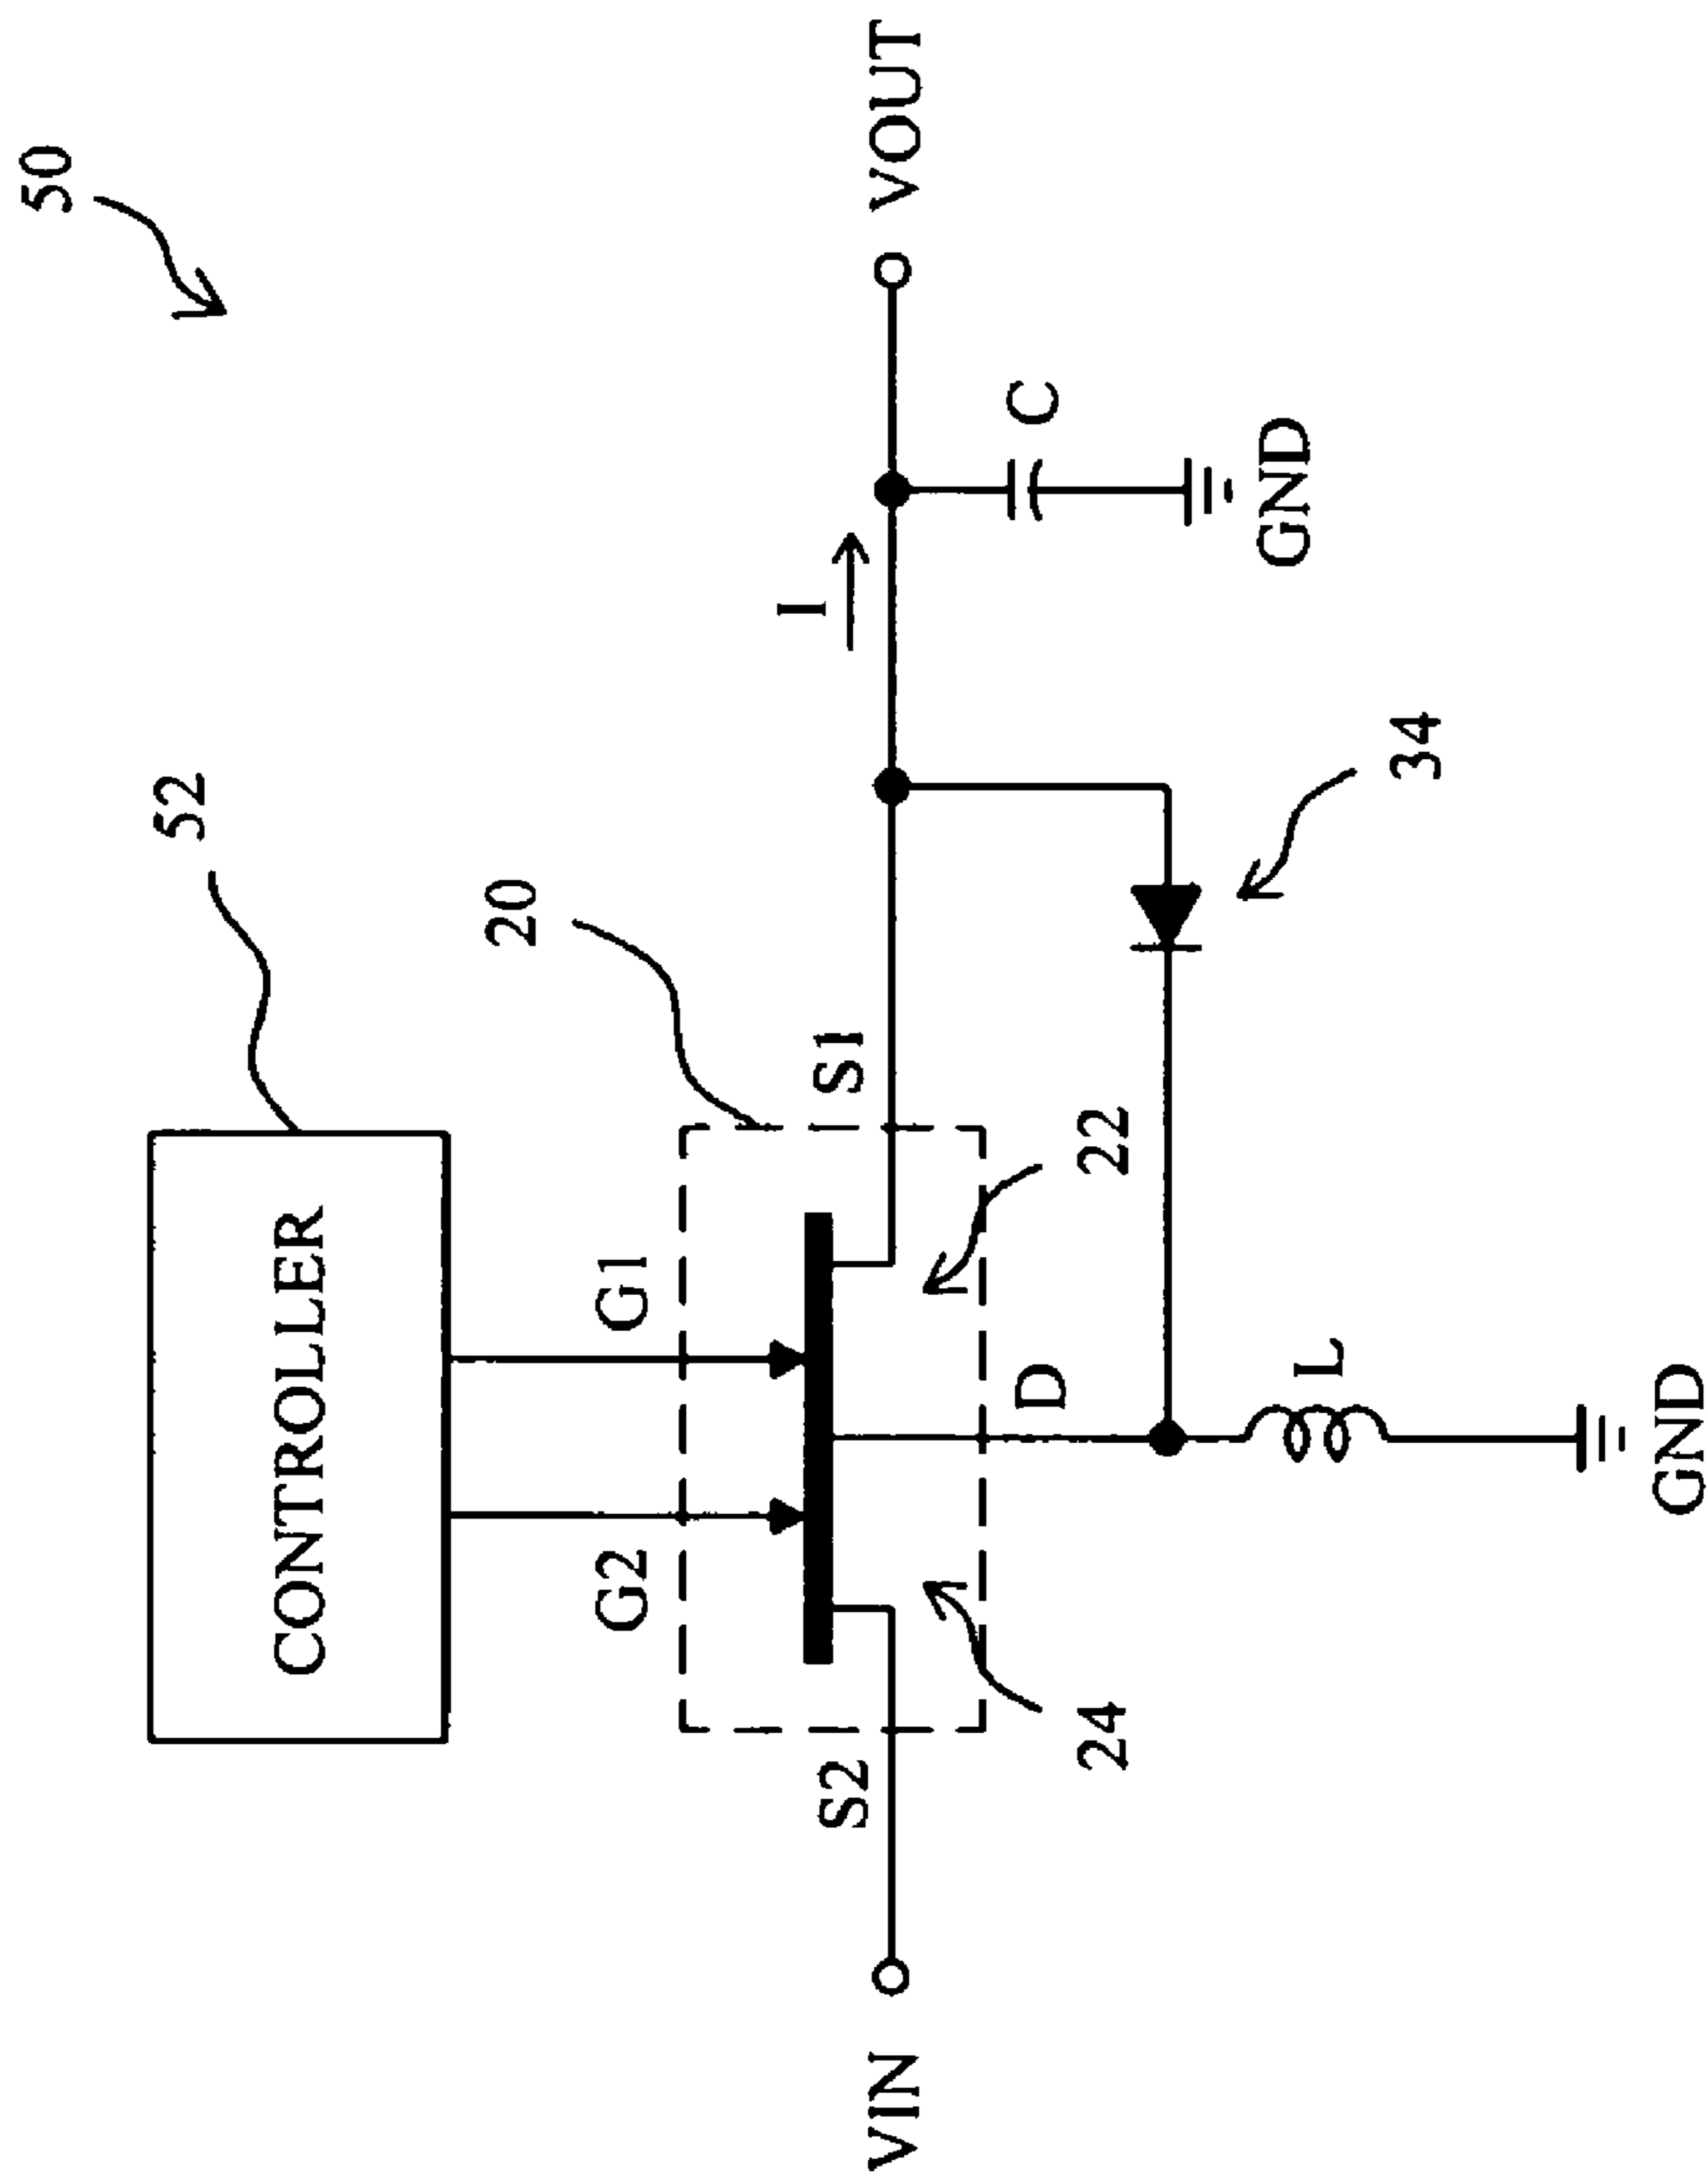 50
52
CONTROLLER
20
G2
G1
I
S2
S1
VIN
VOUT
C
D
24
22
GND
L
34
GND